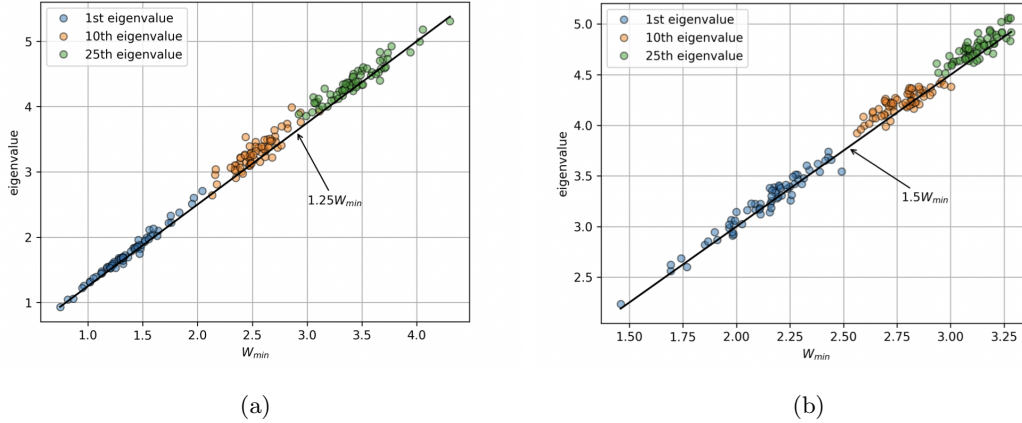 1st eigenvalue
10th eigenvalue
25th eigenvalue
5
4
3
2
1
eigenvalue
1.25W_min
1.0 1.5 2.0 2.5 3.0 3.5 4.0
W_min
(a)
1st eigenvalue
10th eigenvalue
25th eigenvalue
5.0
4.5
4.0
3.5
3.0
2.5
eigenvalue
1.5W_min
1.50 1.75 2.00 2.25 2.50 2.75 3.00 3.25
W_min
(b)